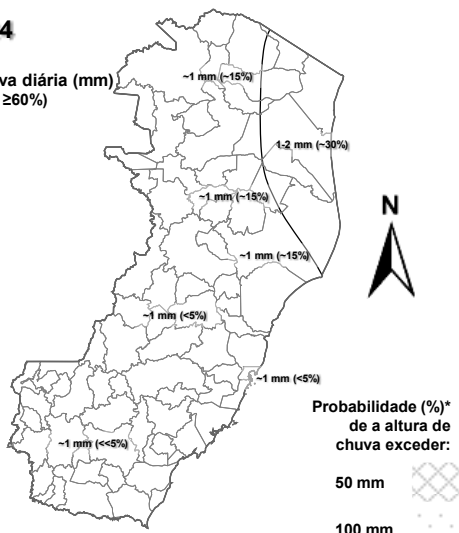 4
va diária (mm)
≥60%)
~1 mm (~15%)
1-2 mm (~30%)
~1 mm (~15%)
N
~1 mm (~15%)
~1 mm (<5%)
~1 mm (<5%)
Probabilidade (%)*
de a altura de
chuva exceder:
~1 mm (<<5%)
50 mm
100 mm